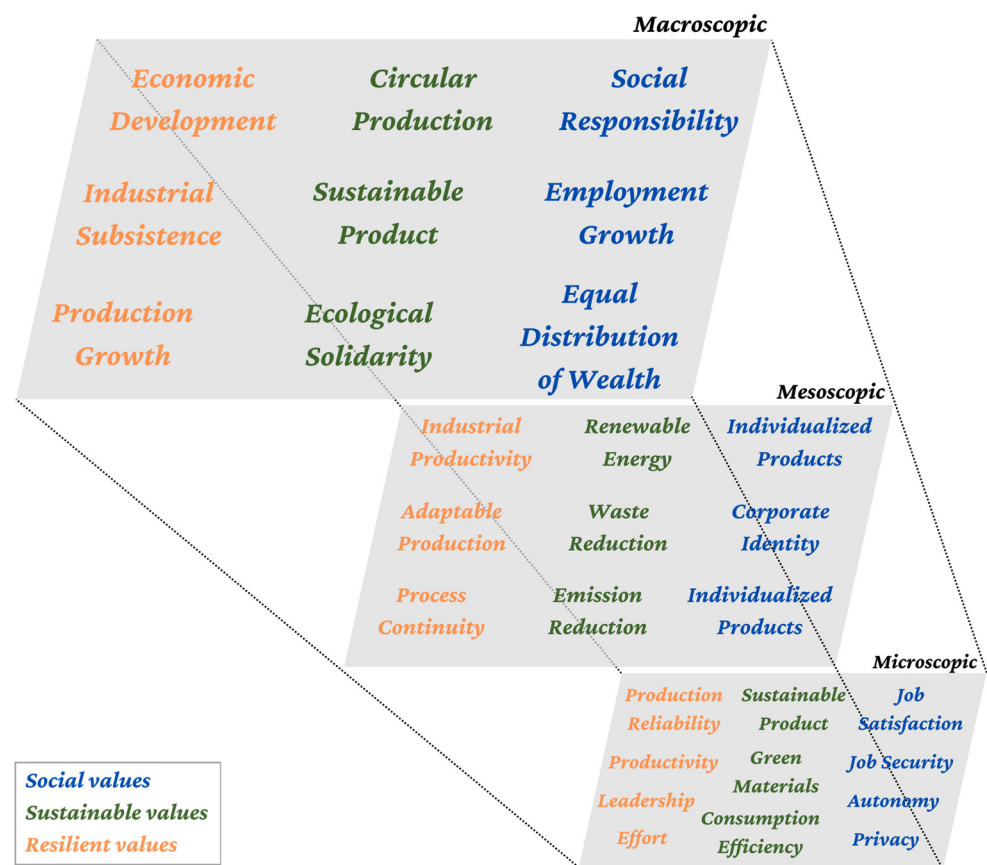 Macroscopic
Economic
Development
Circular
Production
Social
Responsibility
Industrial
Subsistence
Sustainable
Product
Employment
Growth
Production
Growth
Ecological
Solidarity
Equal
Distribution
of Wealth
Mesoscopic
Industrial
Productivity
Renewable
Energy
Individualized
Products
Adaptable
Production
Waste
Reduction
Corporate
Identity
Process
Continuity
Emission
Reduction
Individualized
Products
Microscopic
Production
Reliability
Productivity
Leadership
Effort
Sustainable
Product
Green
Materials
Consumption
Efficiency
Job
Satisfaction
Job Security
Autonomy
Privacy
Social values
Sustainable values
Resilient values